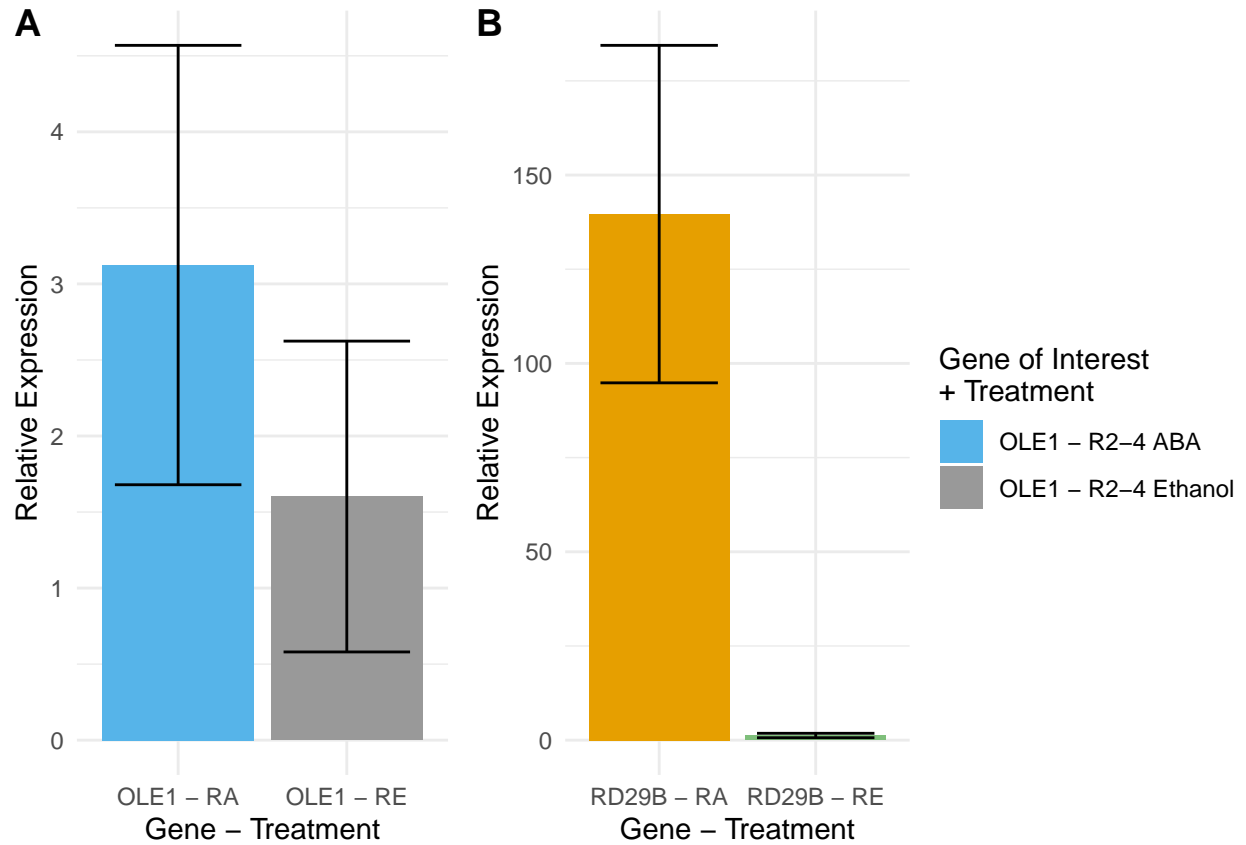 A
B
Relative Expression
4
3
2
1
0
OLE1 – RA
OLE1 – RE
Gene – Treatment
Relative Expression
150
100
50
0
RD29B – RA
RD29B – RE
Gene – Treatment
Gene of Interest
+ Treatment
OLE1 – R2–4 ABA
OLE1 – R2–4 Ethanol